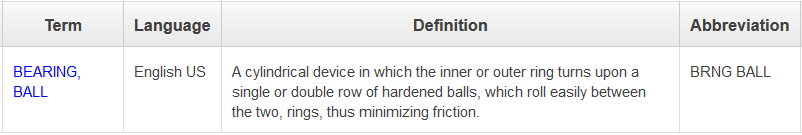 Term Language Definition Abbreviation
BEARING, English US A cylindrical device in which the inner or outer ring turns upon a BRNG BALL
BALL single or double row of hardened balls, which roll easily between
the two, rings, thus minimizing friction.